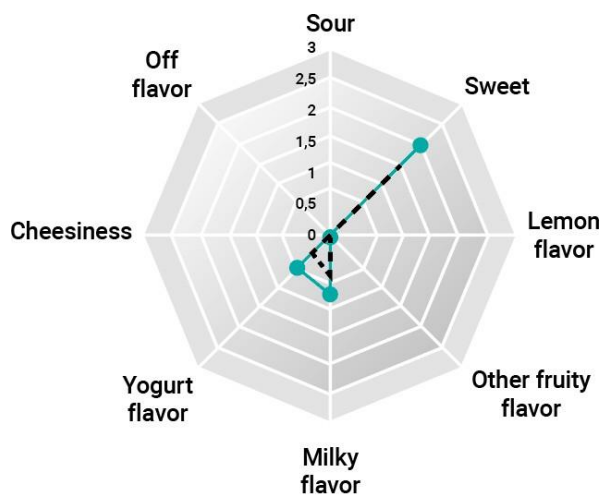 Sour
3
2,5
2
1,5
1
0,5
0
Sweet
Lemon
flavor
Other fruity
flavor
Milky
flavor
Yogurt
flavor
Cheesiness
Off
flavor